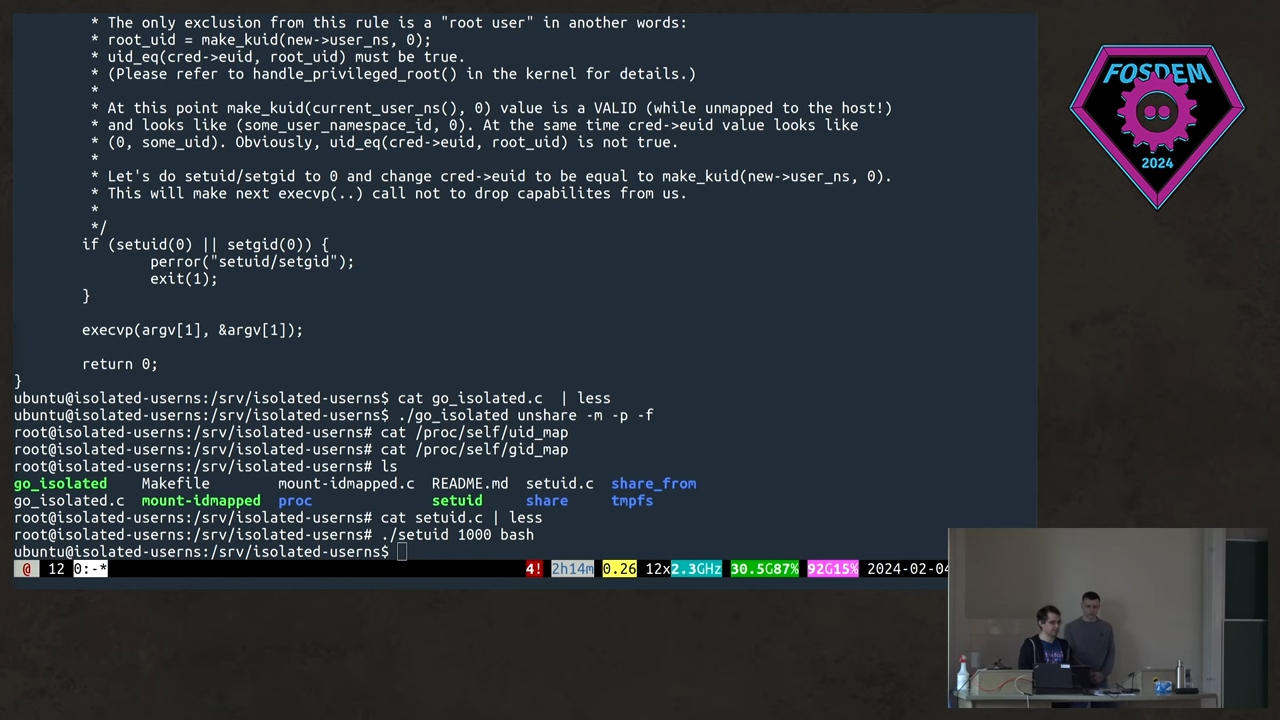 * The only exclusion from this rule is a "root user" in another words:
* root_uid = make_kuid(new->user_ns, 0);
* uid_eq(cred->euid, root_uid) must be true.
* (Please refer to handle_privileged_root() in the kernel for details.)
*
* At this point make_kuid(current_user_ns(), 0) value is a VALID (while unmapped to the host!)
* and looks like (some_user_namespace_id, 0). At the same time cred->euid value looks like
* (0, some_uid). Obviously, uid_eq(cred->euid, root_uid) is not true.
*
* Let's do setuid/setgid to 0 and change cred->euid to be equal to make_kuid(new->user_ns, 0).
* This will make next execvp(..) call not to drop capabilites from us.
*
*/
if (setuid(0) || setgid(0)) {
perror("setuid/setgid");
exit(1);
}
execvp(argv[1], &argv[1]);
return 0;
}
ubuntu@isolated-userns:/srv/isolated-userns$ cat go_isolated.c  | less
ubuntu@isolated-userns:/srv/isolated-userns$ ./go_isolated unshare -m -p -f
root@isolated-userns:/srv/isolated-userns# cat /proc/self/uid_map
root@isolated-userns:/srv/isolated-userns# cat /proc/self/gid_map
root@isolated-userns:/srv/isolated-userns# ls
go_isolated Makefile mount-idmapped.c README.md setuid.c share_from
go_isolated.c mount-idmapped proc setuid share tmpfs
root@isolated-userns:/srv/isolated-userns# cat setuid.c | less
root@isolated-userns:/srv/isolated-userns# ./setuid 1000 bash
ubuntu@isolated-userns:/srv/isolated-userns$
@ 12 0:-* 4! 2h14m 0.26 12x2.3GHz 30.5G87% 92G15% 2024-02-04
FOSDEM
2024